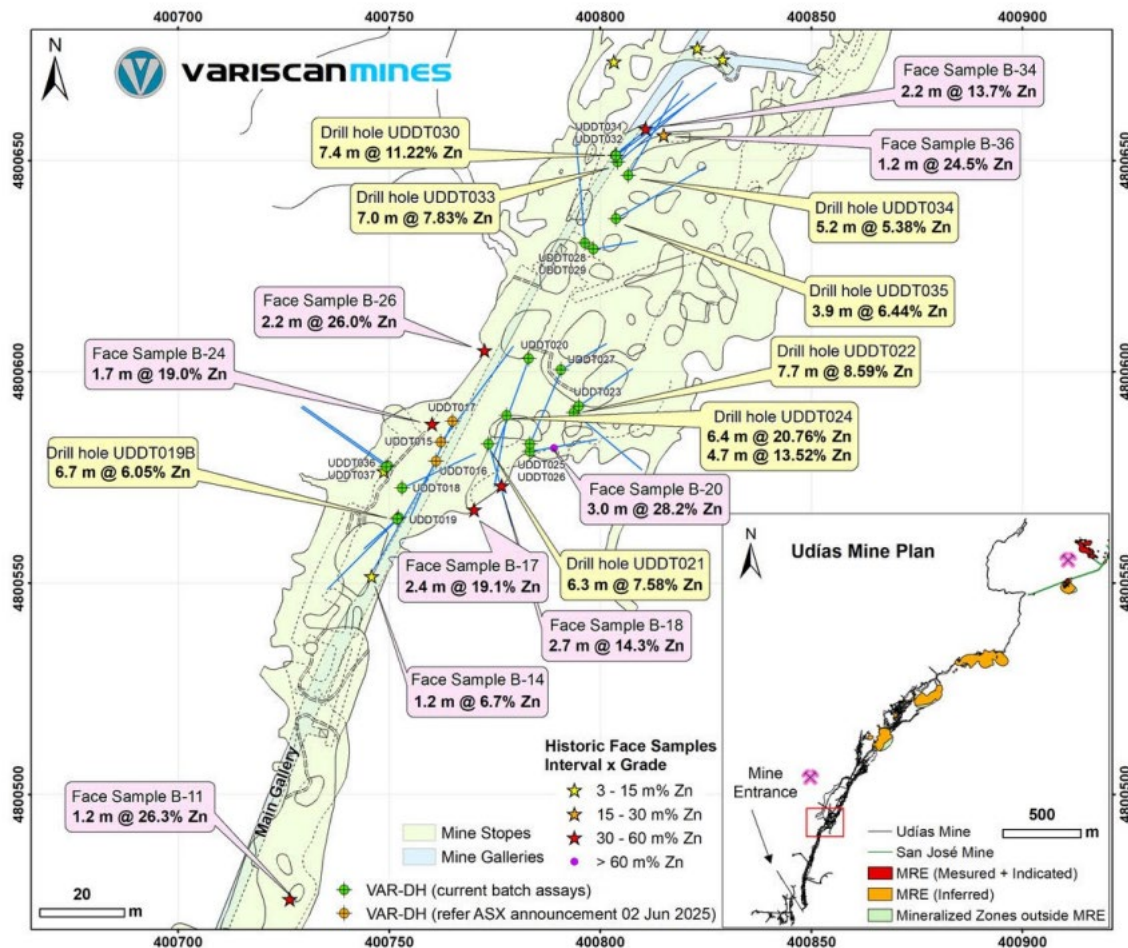 400700
400750
400800
400850
400900
N
VARISCANMINES
Face Sample B-34
2.2 m @ 13.7% Zn
UDDT031
UDDT032
Drill hole UDDT030
7.4 m @ 11.22% Zn
Face Sample B-36
1.2 m @ 24.5% Zn
4800650
4800650
Drill hole UDDT033
7.0 m @ 7.83% Zn
Drill hole UDDT034
5.2 m @ 5.38% Zn
UDDT028
UDDT029
Drill hole UDDT035
3.9 m @ 6.44% Zn
Face Sample B-26
2.2 m @ 26.0% Zn
Face Sample B-24
1.7 m @ 19.0% Zn
UDDT020
UDDT027
Drill hole UDDT022
7.7 m @ 8.59% Zn
4800600
4800600
UDDT023
UDDT017
Drill hole UDDT024
6.4 m @ 20.76% Zn
4.7 m @ 13.52% Zn
UDDT015
Drill hole UDDT019B
6.7 m @ 6.05% Zn
UDDT036
UDDT037
UDDT016
UDDT025
UDDT026
UDDT018
Face Sample B-20
3.0 m @ 28.2% Zn
UDDT019
Face Sample B-17
2.4 m @ 19.1% Zn
Drill hole UDDT021
6.3 m @ 7.58% Zn
4800550
4800550
Face Sample B-18
2.7 m @ 14.3% Zn
Face Sample B-14
1.2 m @ 6.7% Zn
N
Udías Mine Plan
Mine
Entrance
500
m
Udías Mine
San José Mine
MRE (Mesured + Indicated)
MRE (Inferred)
Mineralized Zones outside MRE
Historic Face Samples
Interval x Grade
3 - 15 m% Zn
15 - 30 m% Zn
30 - 60 m% Zn
> 60 m% Zn
4800500
4800500
Main Gallery
Face Sample B-11
1.2 m @ 26.3% Zn
Mine Stopes
Mine Galleries
VAR-DH (current batch assays)
VAR-DH (refer ASX announcement 02 Jun 2025)
20
m
400700
400750
400800
400850
400900